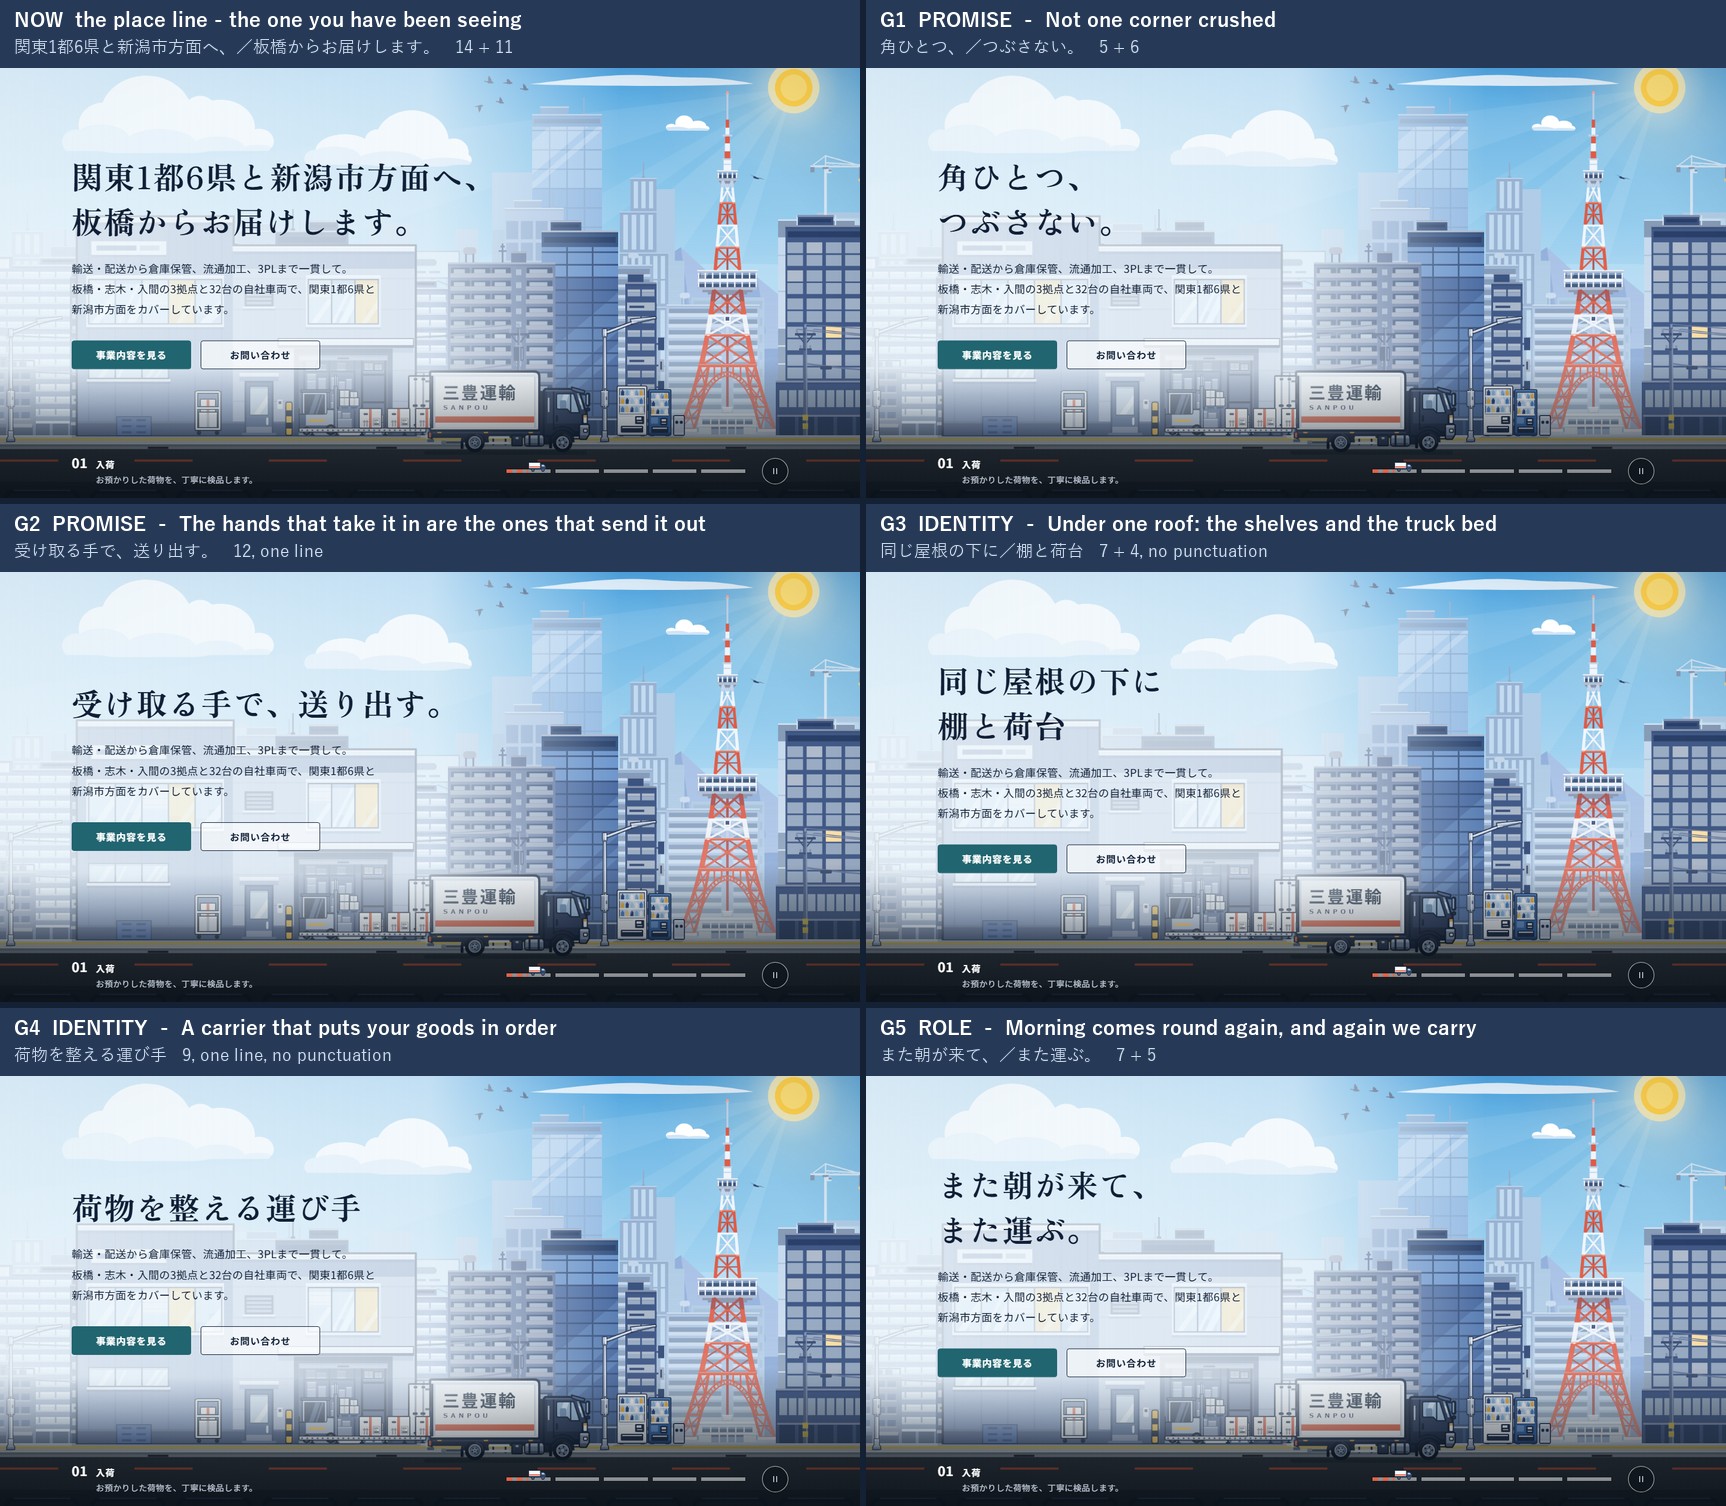 NOW the place line - the one you have been seeing
関東1都6県と新潟市方面へ、／板橋からお届けします。 14 + 11
関東1都6県と新潟市方面へ、
板橋からお届けします。
輸送・配送から倉庫保管、流通加工、3PLまで一貫して。
板橋・志木・入間の3拠点と32台の自社車両で、関東1都6県と
新潟市方面をカバーしています。
事業内容を見る
お問い合わせ
三豊運輸
SANPOU
01 入荷
お預かりした荷物を、丁寧に検品します。
G1 PROMISE - Not one corner crushed
角ひとつ、／つぶさない。 5 + 6
角ひとつ、
つぶさない。
輸送・配送から倉庫保管、流通加工、3PLまで一貫して。
板橋・志木・入間の3拠点と32台の自社車両で、関東1都6県と
新潟市方面をカバーしています。
事業内容を見る
お問い合わせ
三豊運輸
SANPOU
01 入荷
お預かりした荷物を、丁寧に検品します。
G2 PROMISE - The hands that take it in are the ones that send it out
受け取る手で、送り出す。 12, one line
受け取る手で、送り出す。
輸送・配送から倉庫保管、流通加工、3PLまで一貫して。
板橋・志木・入間の3拠点と32台の自社車両で、関東1都6県と
新潟市方面をカバーしています。
事業内容を見る
お問い合わせ
三豊運輸
SANPOU
01 入荷
お預かりした荷物を、丁寧に検品します。
G3 IDENTITY - Under one roof: the shelves and the truck bed
同じ屋根の下に／棚と荷台 7 + 4, no punctuation
同じ屋根の下に
棚と荷台
輸送・配送から倉庫保管、流通加工、3PLまで一貫して。
板橋・志木・入間の3拠点と32台の自社車両で、関東1都6県と
新潟市方面をカバーしています。
事業内容を見る
お問い合わせ
三豊運輸
SANPOU
01 入荷
お預かりした荷物を、丁寧に検品します。
G4 IDENTITY - A carrier that puts your goods in order
荷物を整える運び手 9, one line, no punctuation
荷物を整える運び手
輸送・配送から倉庫保管、流通加工、3PLまで一貫して。
板橋・志木・入間の3拠点と32台の自社車両で、関東1都6県と
新潟市方面をカバーしています。
事業内容を見る
お問い合わせ
三豊運輸
SANPOU
01 入荷
お預かりした荷物を、丁寧に検品します。
G5 ROLE - Morning comes round again, and again we carry
また朝が来て、／また運ぶ。 7 + 5
また朝が来て、
また運ぶ。
輸送・配送から倉庫保管、流通加工、3PLまで一貫して。
板橋・志木・入間の3拠点と32台の自社車両で、関東1都6県と
新潟市方面をカバーしています。
事業内容を見る
お問い合わせ
三豊運輸
SANPOU
01 入荷
お預かりした荷物を、丁寧に検品します。